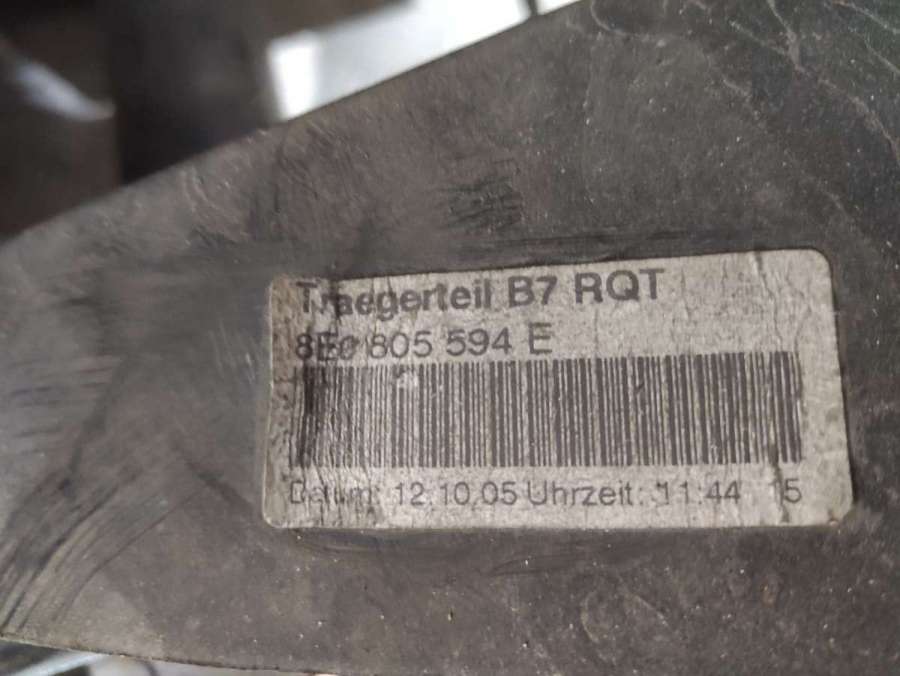 Traegerteil B7 RQT
8E0 805 594 E
Datum: 12.10.05 Uhrzeit: 11:44 15